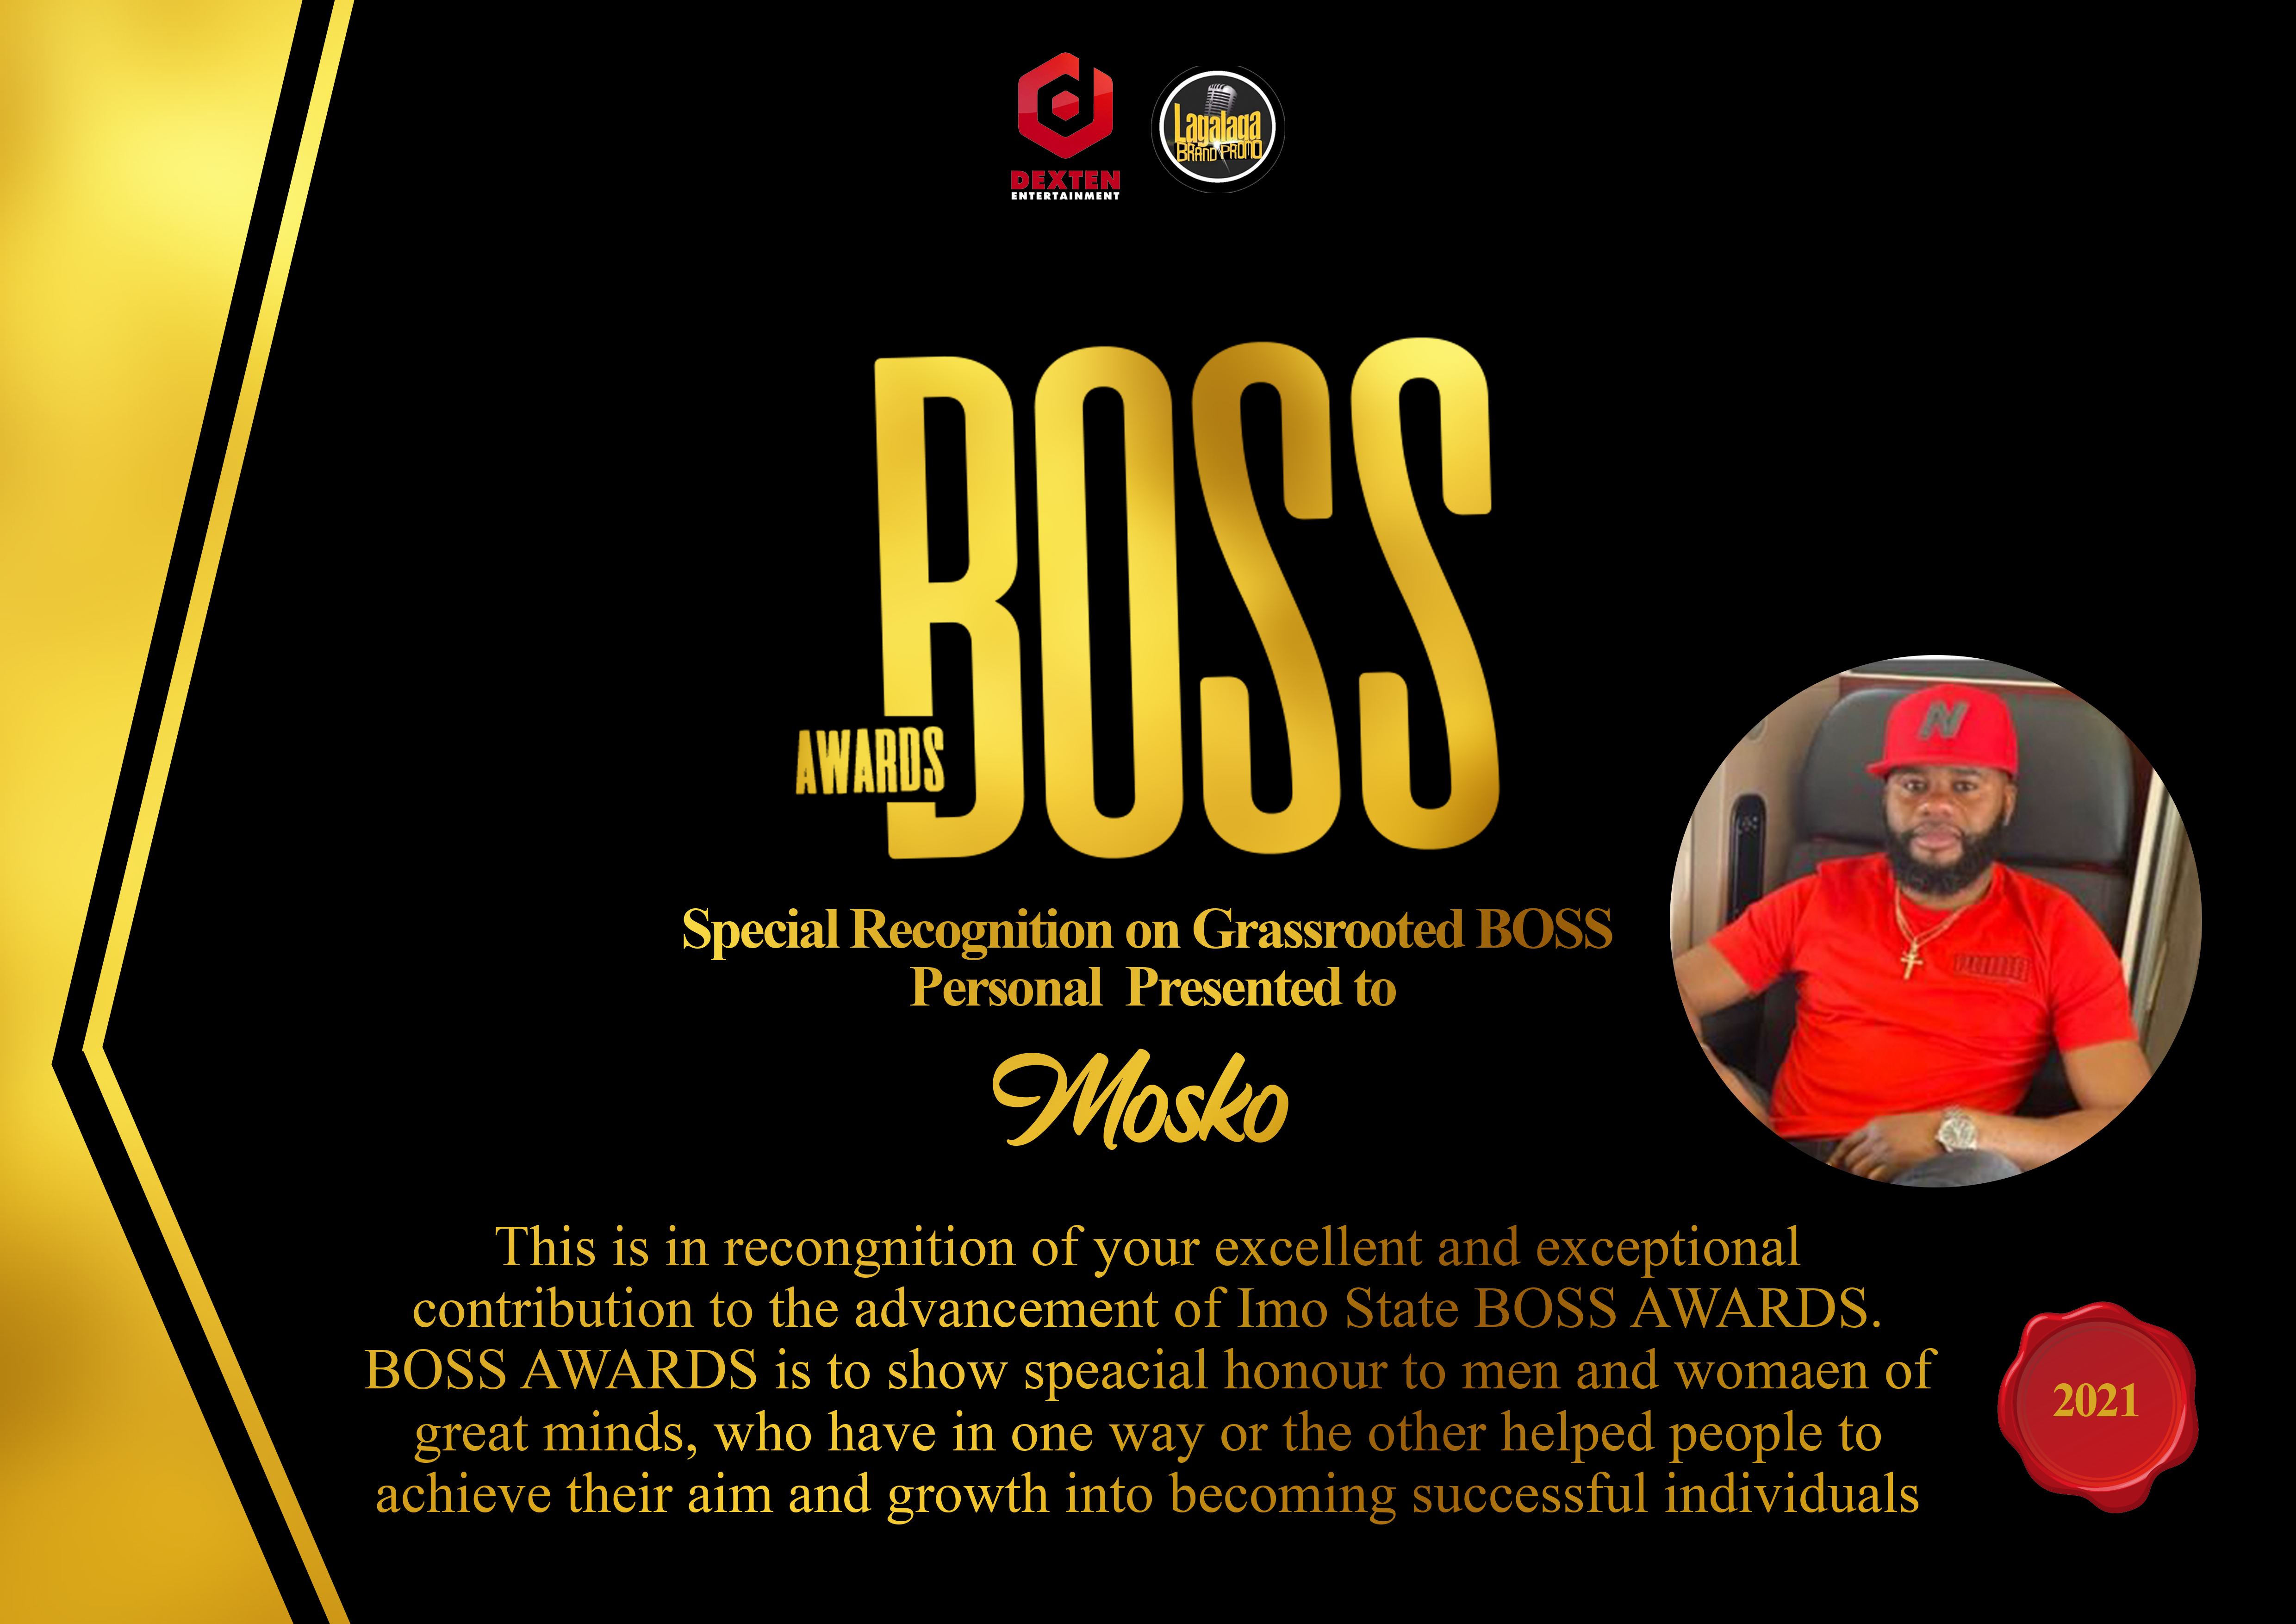 DEXTEN
ENTERTAINMENT
Lagalaga
BRAND PROMO
BOSS
AWARDS
Special Recognition on Grassrooted BOSS
Personal Presented to
Mosko
N
PUMA
This is in recongnition of your excellent and exceptional
contribution to the advancement of Imo State BOSS AWARDS.
BOSS AWARDS is to show speacial honour to men and womaen of
great minds, who have in one way or the other helped people to
achieve their aim and growth into becoming successful individuals
2021